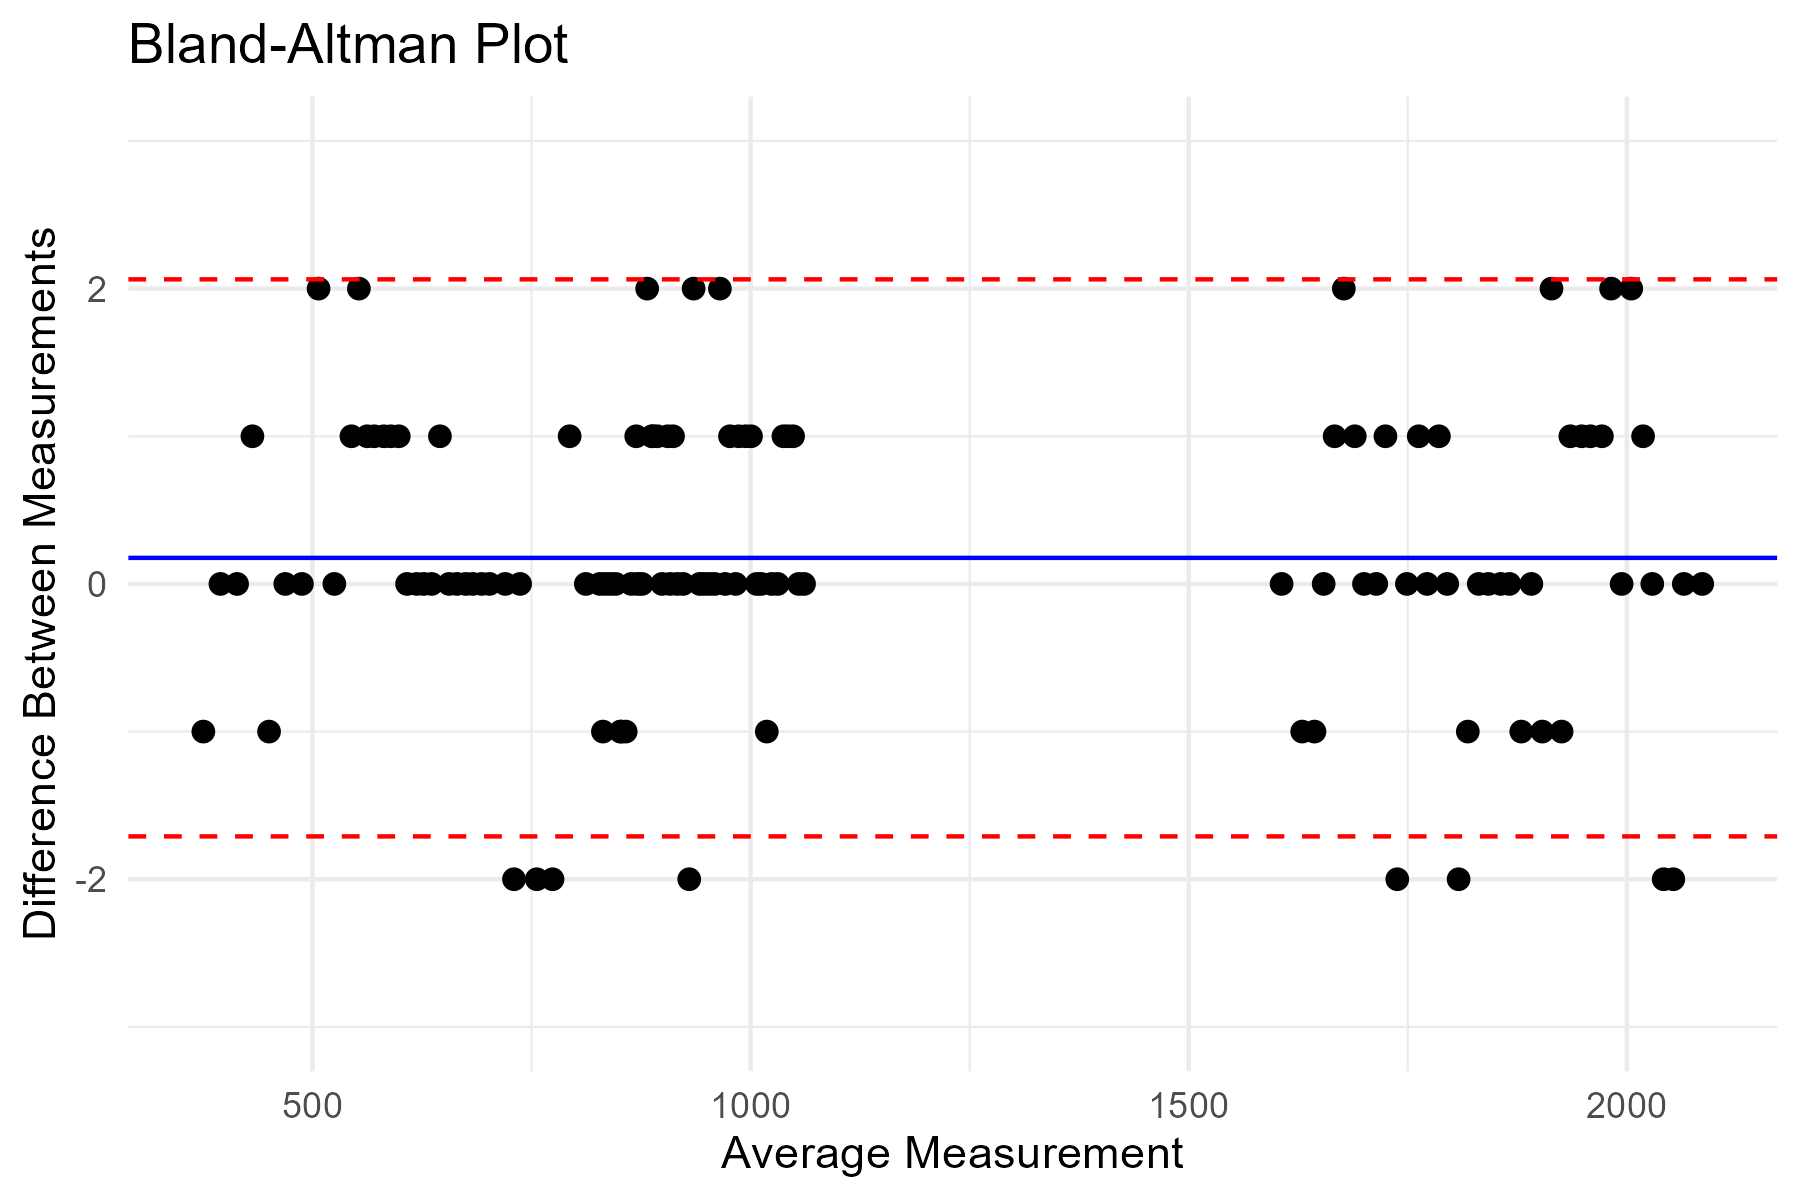 Bland-Altman Plot
Difference Between Measurements
2
0
-2
500 1000 1500 2000
Average Measurement